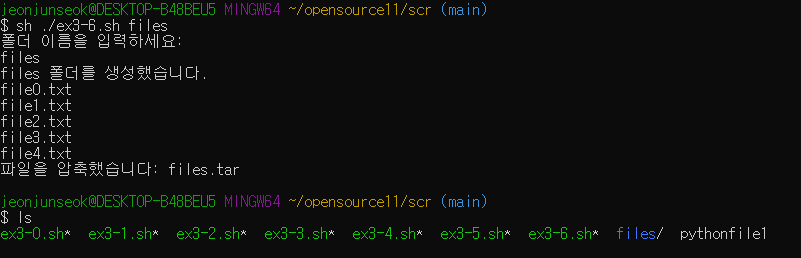 jeonjunseok@DESKTOP-B48BEU5 MINGW64 ~/opensource11/scr (main)
$ sh ./ex3-6.sh files
폴더 이름을 입력하세요:
files
files 폴더를 생성했습니다.
file0.txt
file1.txt
file2.txt
file3.txt
file4.txt
파일을 압축했습니다: files.tar
jeonjunseok@DESKTOP-B48BEU5 MINGW64 ~/opensource11/scr (main)
$ ls
ex3-0.sh*  ex3-1.sh*  ex3-2.sh*  ex3-3.sh*  ex3-4.sh*  ex3-5.sh*  ex3-6.sh*  files/  pythonfile1